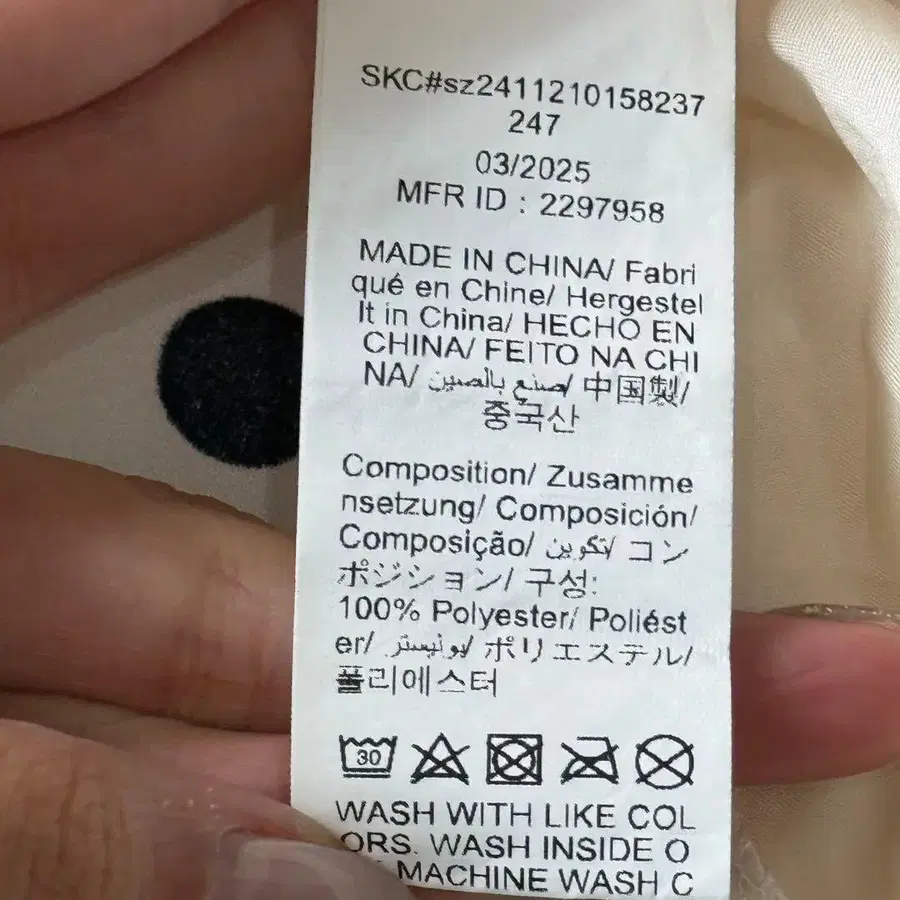 SKC#sz2411210158237
247
03/2025
MFR ID : 2297958
MADE IN CHINA/ Fabri
qué en Chine/ Hergestel
lt in China/ HECHO EN
CHINA/ FEITO NA CHI
NA/ صنع بالصين/ 中国製/
중국산
Composition/ Zusamme
nsetzung/ Composición/
Composição/ تكوين/ コン
ポジション/ 구성:
100% Polyester/ Poliést
er/ بوليستر/ ポリエステル/
폴리에스터
30
WASH WITH LIKE COL
ORS. WASH INSIDE O
MACHINE WASH C